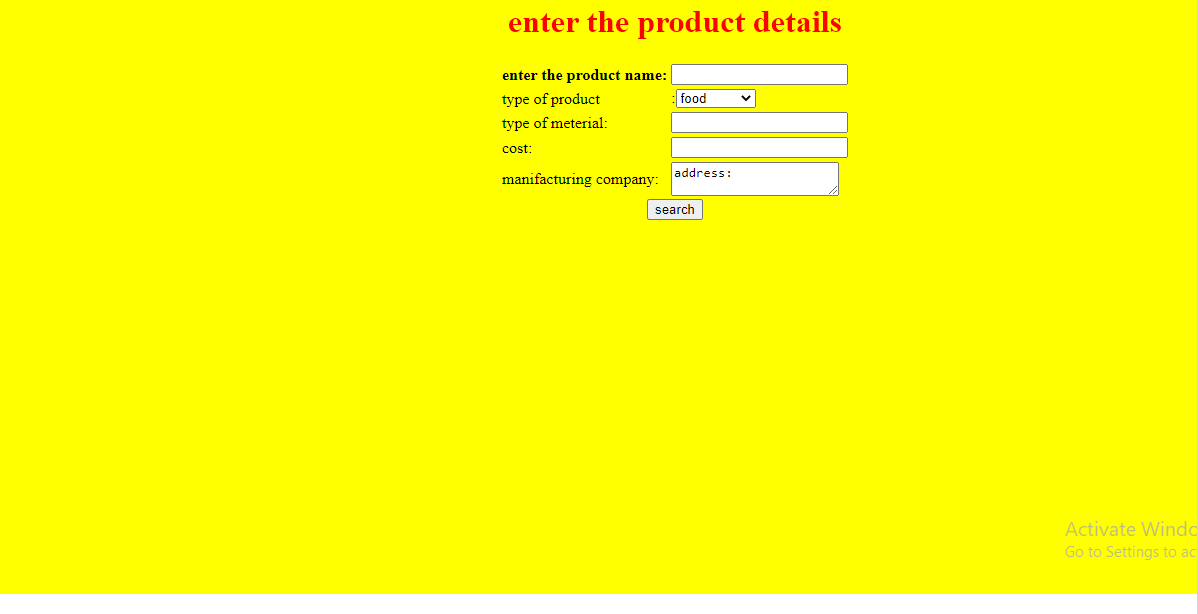 enter the product details
enter the product name:
type of product :food
type of meterial:
cost:
manifacturing company: address:
search
Activate Windc
Go to Settings to ac